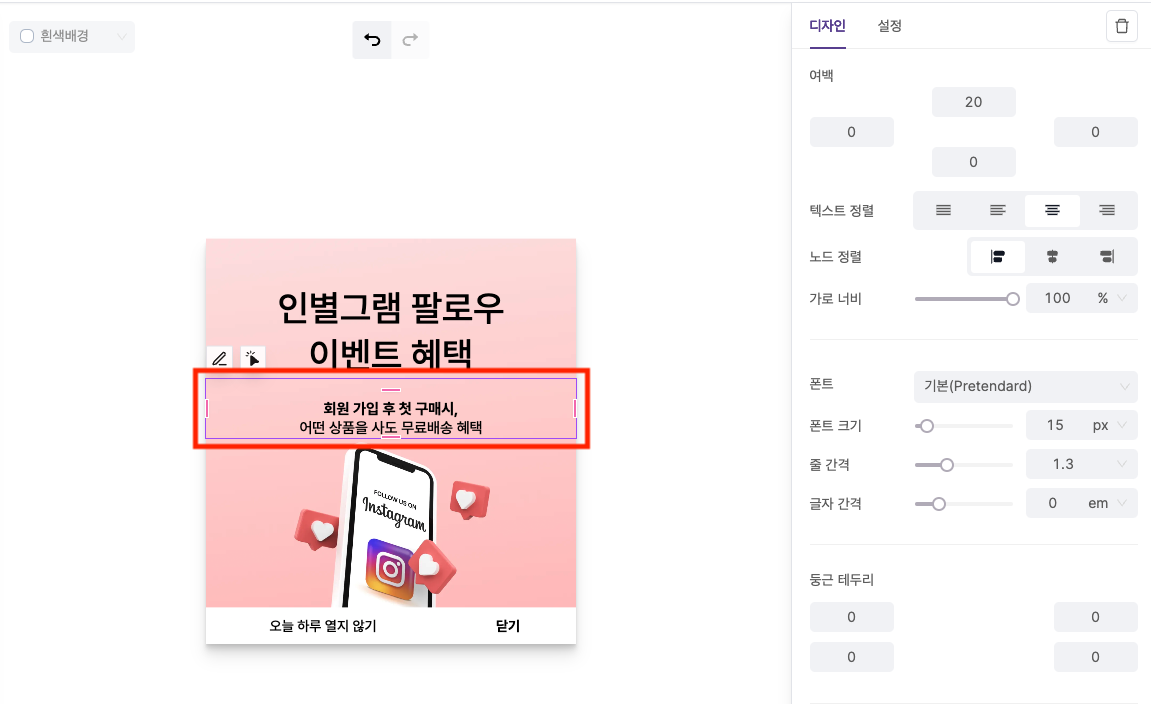 흰색배경
디자인 설정
여백
20
0 0
0
텍스트 정렬
노드 정렬
가로 너비 100 %
폰트 기본(Pretendard)
폰트 크기 15 px
줄 간격 1.3
글자 간격 0 em
둥근 테두리
0 0
0 0
인별그램 팔로우
이벤트 혜택
회원 가입 후 첫 구매시,
어떤 상품을 사도 무료배송 혜택
FOLLOW US ON
Instagram
오늘 하루 열지 않기 닫기